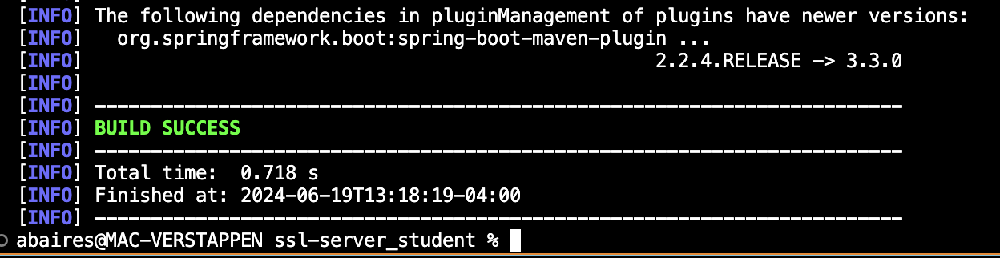 [INFO] The following dependencies in pluginManagement of plugins have newer versions:
[INFO]   org.springframework.boot:spring-boot-maven-plugin ...
[INFO]                                                   2.2.4.RELEASE -> 3.3.0
[INFO]
[INFO] ------------------------------------------------------------------------
[INFO] BUILD SUCCESS
[INFO] ------------------------------------------------------------------------
[INFO] Total time:  0.718 s
[INFO] Finished at: 2024-06-19T13:18:19-04:00
[INFO] ------------------------------------------------------------------------
abaires@MAC-VERSTAPPEN ssl-server_student %